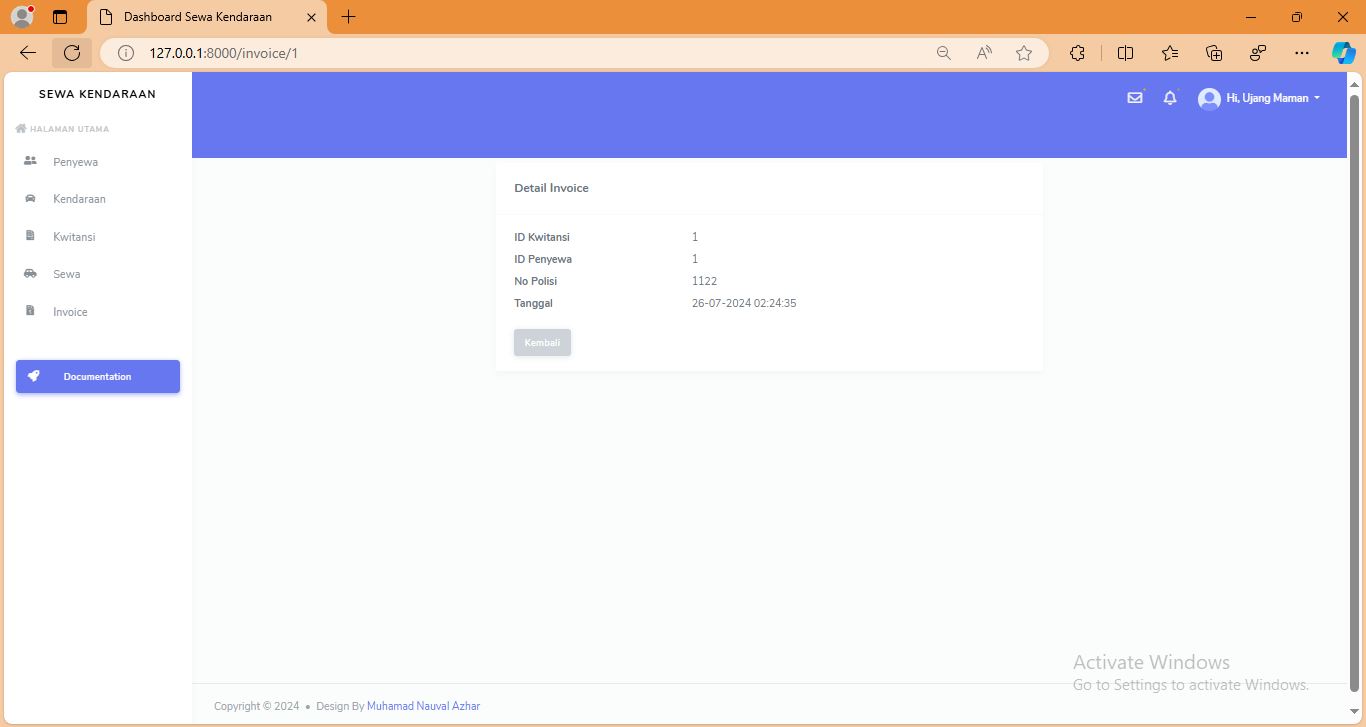 Dashboard Sewa Kendaraan
127.0.0.1:8000/invoice/1
SEWA KENDARAAN
HALAMAN UTAMA
Penyewa
Kendaraan
Kwitansi
Sewa
Invoice
Documentation
Hi, Ujang Maman
Detail Invoice
ID Kwitansi 1
ID Penyewa 1
No Polisi 1122
Tanggal 26-07-2024 02:24:35
Kembali
Activate Windows
Go to Settings to activate Windows.
Copyright © 2024 • Design By Muhamad Nauval Azhar